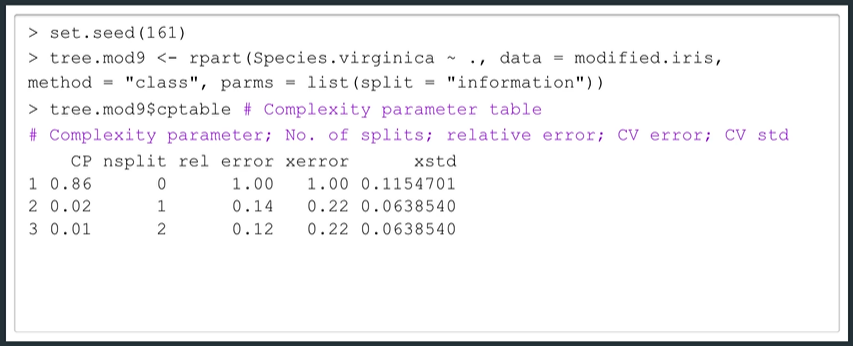 > set.seed(161)
> tree.mod9 <- rpart(Species.virginica ~ ., data = modified.iris,
method = "class", parms = list(split = "information"))
> tree.mod9$cptable # Complexity parameter table
# Complexity parameter; No. of splits; relative error; CV error; CV std
    CP nsplit rel error xerror      xstd
1 0.86      0      1.00   1.00 0.1154701
2 0.02      1      0.14   0.22 0.0638540
3 0.01      2      0.12   0.22 0.0638540